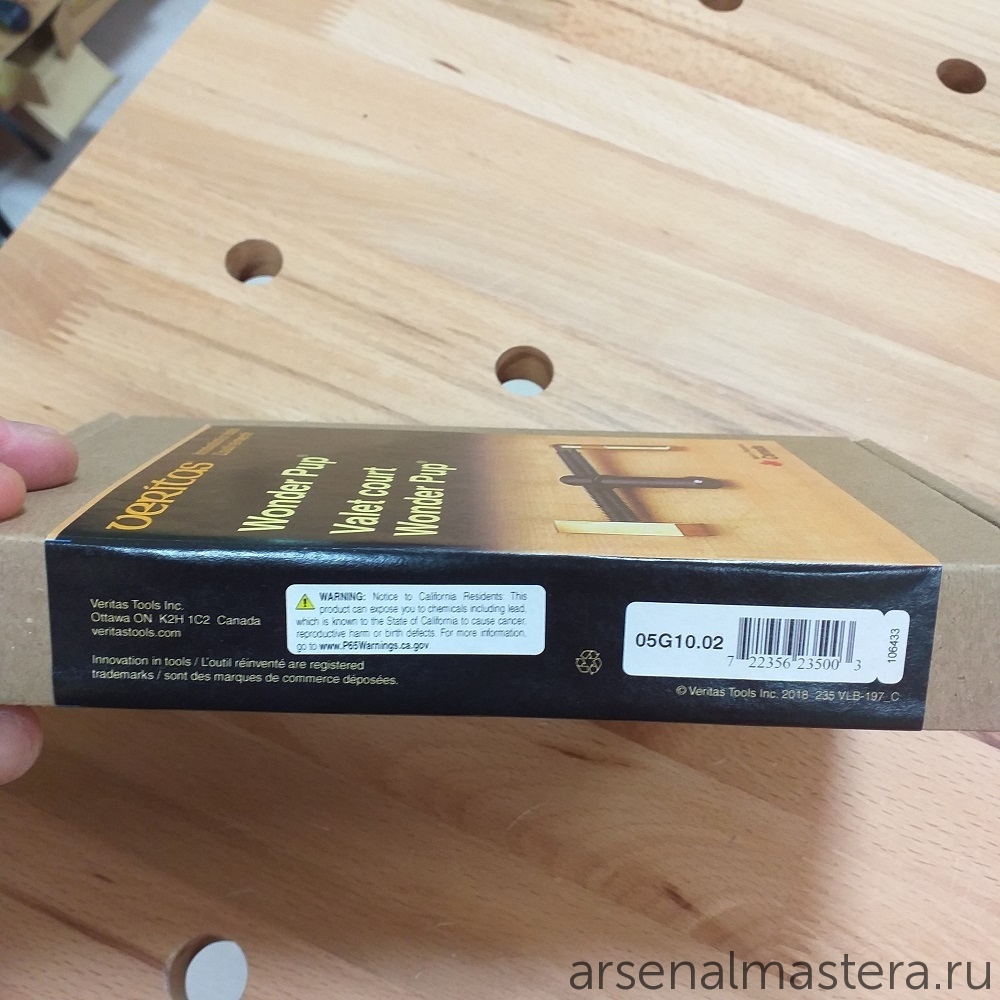 veritas
Wonder Pup®
Valet court
Wonder Pup®
Veritas Tools Inc.
Ottawa ON K2H 1C2 Canada
veritastools.com
Innovation in tools / L'outil réinventé are registered
trademarks / sont des marques de commerce déposées.
WARNING: Notice to California Residents: This
product can expose you to chemicals including lead,
which is known to the State of California to cause cancer,
reproductive harm or birth defects. For more information,
go to www.P65Warnings.ca.gov
05G10.02
7 22356 23500 3
106433
© Veritas Tools Inc. 2018 235 VLB-197_C
arsenalmastera.ru